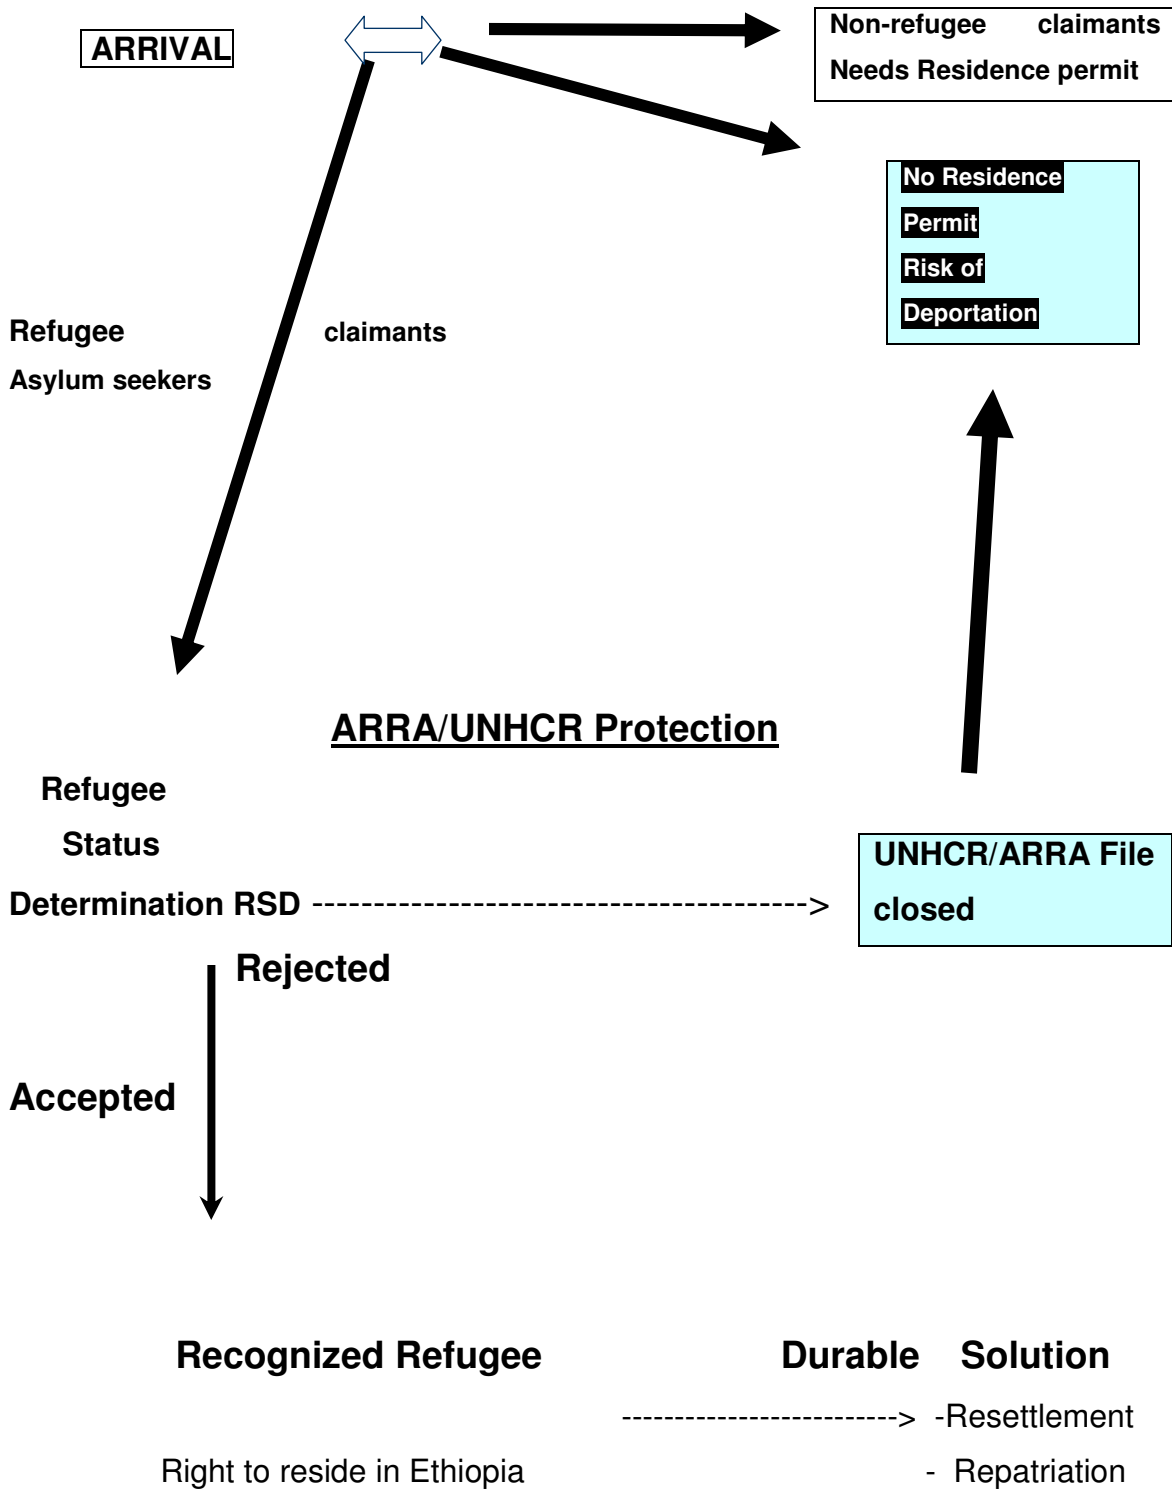 ARRIVAL
Non-refugee claimants
Needs Residence permit
No Residence
Permit
Risk of
Deportation
Refugee claimants
Asylum seekers
ARRA/UNHCR Protection
Refugee
Status
Determination RSD ---------------------------------------->
UNHCR/ARRA File
closed
Rejected
Accepted
Recognized Refugee
Durable Solution
--------------------------> -Resettlement
Right to reside in Ethiopia
- Repatriation